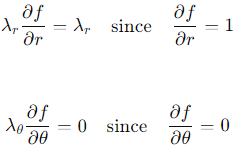 λ_r ∂f/∂r = λ_r since ∂f/∂r = 1
λ_θ ∂f/∂θ = 0 since ∂f/∂θ = 0